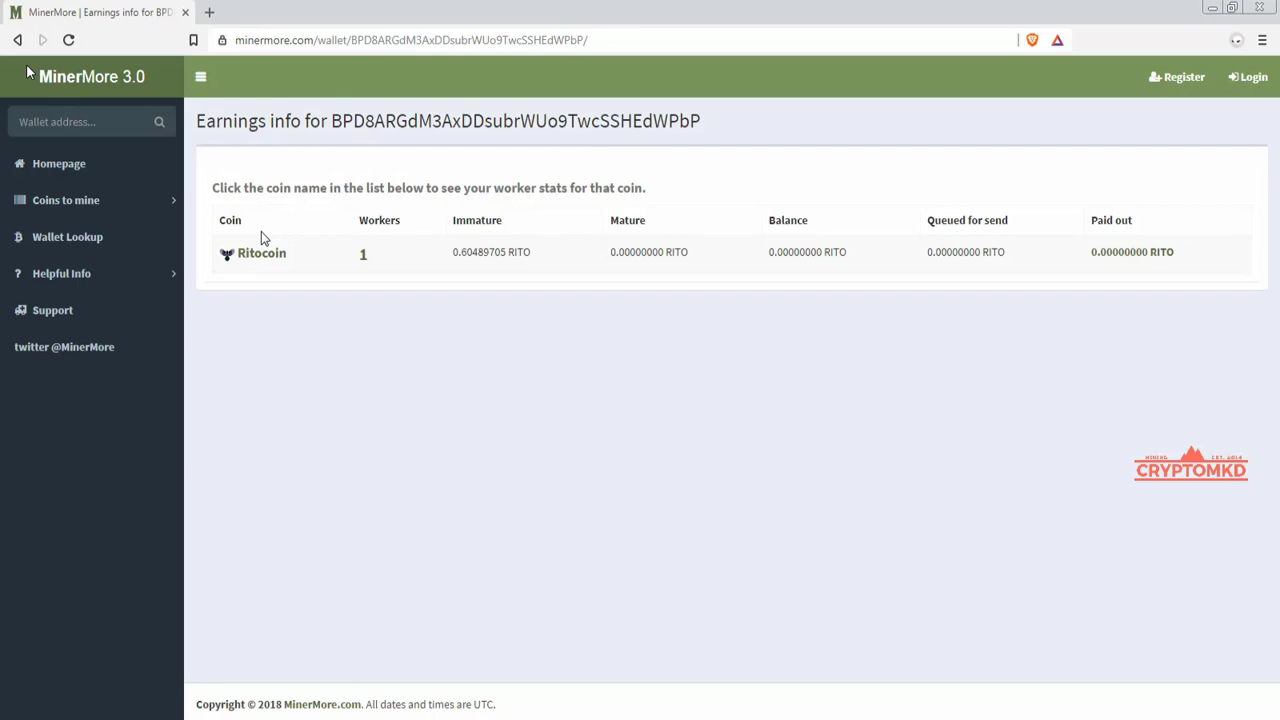 MinerMore | Earnings info for BPD
minermore.com/wallet/BPD8ARGdM3AxDDsubrWUo9TwcSSHEdWPbP/
MinerMore 3.0
Register
Login
Wallet address...
Homepage
Coins to mine
Wallet Lookup
Helpful Info
Support
twitter @MinerMore
Earnings info for BPD8ARGdM3AxDDsubrWUo9TwcSSHEdWPbP
Click the coin name in the list below to see your worker stats for that coin.
Coin Workers Immature Mature Balance Queued for send Paid out
Ritocoin 1 0.60489705 RITO 0.00000000 RITO 0.00000000 RITO 0.00000000 RITO 0.00000000 RITO
MINING EST. 2014
CRYPTOMKD
Copyright © 2018 MinerMore.com. All dates and times are UTC.